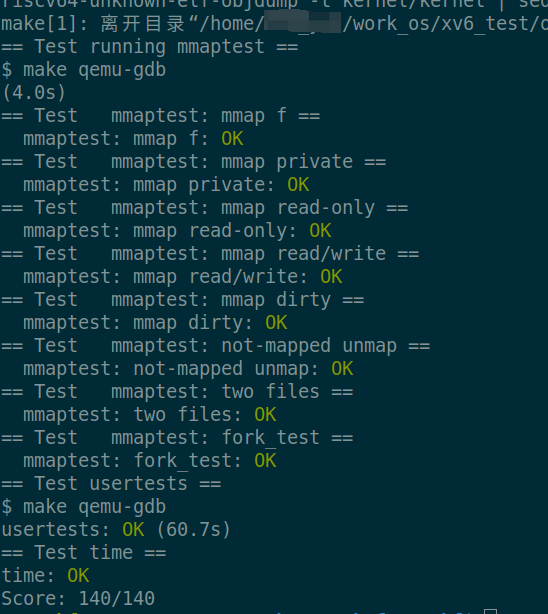 riscv64-unknown-elf-objdump -t kernel/kernel | sed
make[1]: 离开目录“/home/ /work_os/xv6_test/o
== Test running mmaptest ==
$ make qemu-gdb
(4.0s)
== Test   mmaptest: mmap f ==
  mmaptest: mmap f: OK
== Test   mmaptest: mmap private ==
  mmaptest: mmap private: OK
== Test   mmaptest: mmap read-only ==
  mmaptest: mmap read-only: OK
== Test   mmaptest: mmap read/write ==
  mmaptest: mmap read/write: OK
== Test   mmaptest: mmap dirty ==
  mmaptest: mmap dirty: OK
== Test   mmaptest: not-mapped unmap ==
  mmaptest: not-mapped unmap: OK
== Test   mmaptest: two files ==
  mmaptest: two files: OK
== Test   mmaptest: fork_test ==
  mmaptest: fork_test: OK
== Test usertests ==
$ make qemu-gdb
usertests: OK (60.7s)
== Test time ==
time: OK
Score: 140/140